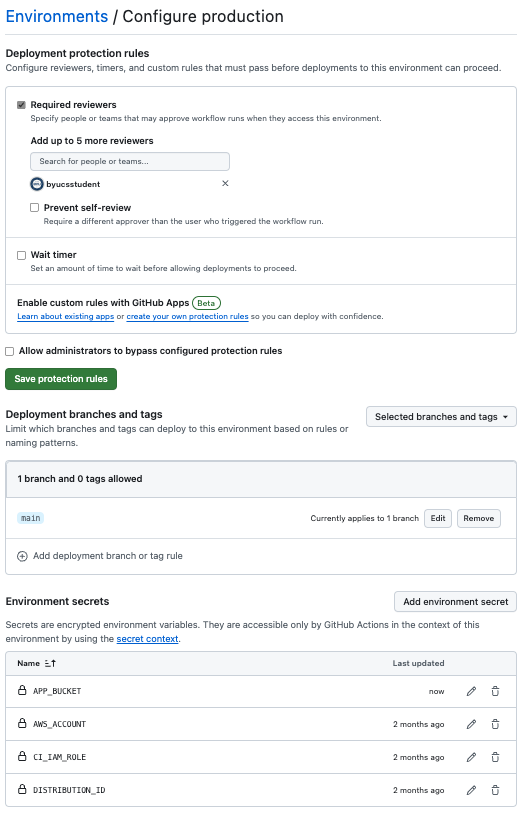 Environments / Configure production
Deployment protection rules
Configure reviewers, timers, and custom rules that must pass before deployments to this environment can proceed.
Required reviewers
Specify people or teams that may approve workflow runs when they access this environment.
Add up to 5 more reviewers
Search for people or teams...
byucsstudent
Prevent self-review
Require a different approver than the user who triggered the workflow run.
Wait timer
Set an amount of time to wait before allowing deployments to proceed.
Enable custom rules with GitHub Apps Beta
Learn about existing apps or create your own protection rules so you can deploy with confidence.
Allow administrators to bypass configured protection rules
Save protection rules
Deployment branches and tags
Selected branches and tags
Limit which branches and tags can deploy to this environment based on rules or
naming patterns.
1 branch and 0 tags allowed
main Currently applies to 1 branch Edit Remove
Add deployment branch or tag rule
Environment secrets
Add environment secret
Secrets are encrypted environment variables. They are accessible only by GitHub Actions in the context of this
environment by using the secret context.
Name Last updated
APP_BUCKET now
AWS_ACCOUNT 2 months ago
CI_IAM_ROLE 2 months ago
DISTRIBUTION_ID 2 months ago